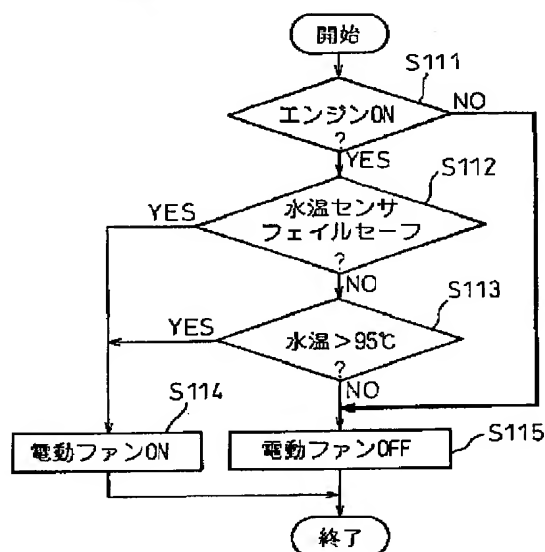 開始
S111
エンジンON
?
NO
YES
S112
水温センサ
フェイルセーフ
?
YES
NO
S113
水温>95℃
?
YES
NO
S114
電動ファンON
電動ファンOFF
S115
終了